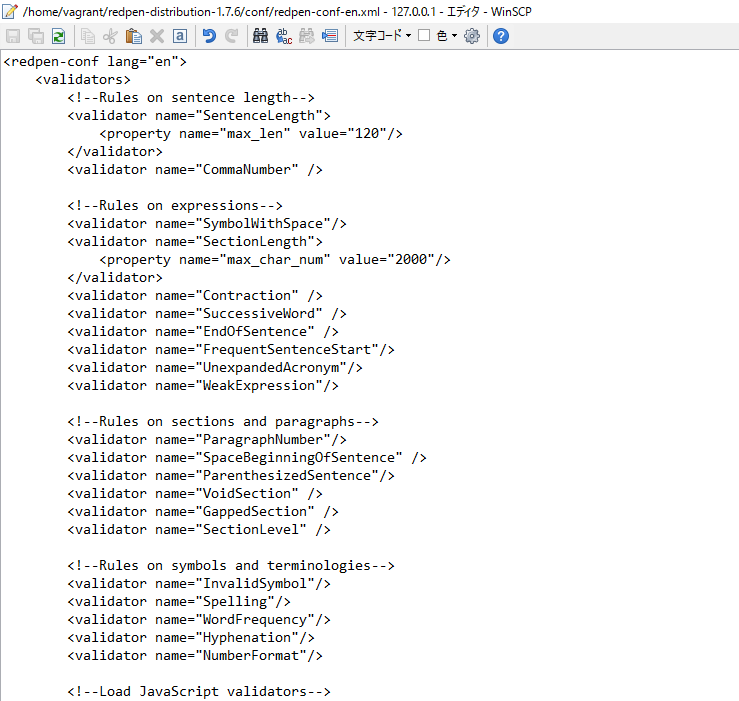 /home/vagrant/redpen-distribution-1.7.6/conf/redpen-conf-en.xml - 127.0.0.1 - エディタ - WinSCP
文字コード 色
<redpen-conf lang="en">
    <validators>
        <!--Rules on sentence length-->
        <validator name="SentenceLength">
            <property name="max_len" value="120"/>
        </validator>
        <validator name="CommaNumber" />

        <!--Rules on expressions-->
        <validator name="SymbolWithSpace"/>
        <validator name="SectionLength">
            <property name="max_char_num" value="2000"/>
        </validator>
        <validator name="Contraction" />
        <validator name="SuccessiveWord" />
        <validator name="EndOfSentence" />
        <validator name="FrequentSentenceStart"/>
        <validator name="UnexpandedAcronym"/>
        <validator name="WeakExpression"/>

        <!--Rules on sections and paragraphs-->
        <validator name="ParagraphNumber"/>
        <validator name="SpaceBeginningOfSentence" />
        <validator name="ParenthesizedSentence"/>
        <validator name="VoidSection" />
        <validator name="GappedSection" />
        <validator name="SectionLevel" />

        <!--Rules on symbols and terminologies-->
        <validator name="InvalidSymbol"/>
        <validator name="Spelling"/>
        <validator name="WordFrequency"/>
        <validator name="Hyphenation"/>
        <validator name="NumberFormat"/>

        <!--Load JavaScript validators-->